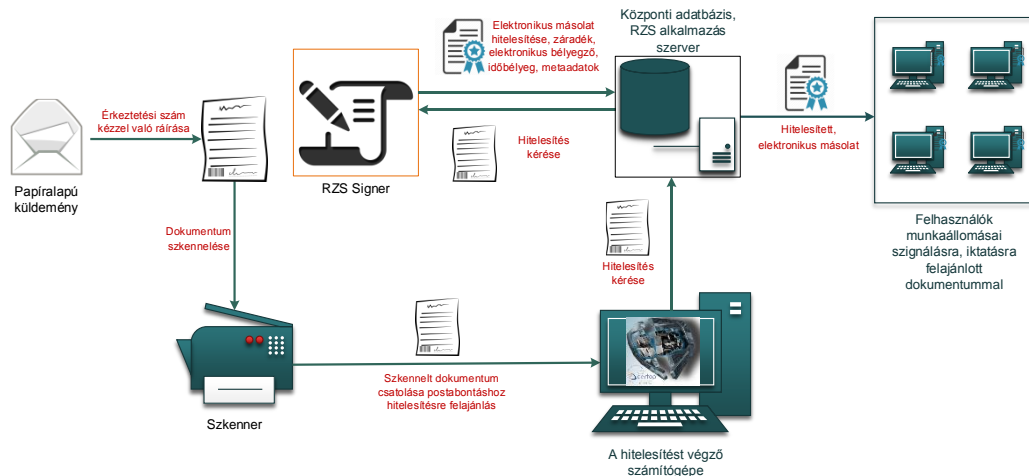 Elektronikus másolat
hitelesítése, záradék,
elektronikus bélyegző,
időbélyeg, metaadatok
Központi adatbázis,
RZS alkalmazás
szerver
Érkeztetési szám
kézzel való ráírása
Papíralapú
küldemény
RZS Signer
Hitelesítés
kérése
Hitelesített,
elektronikus másolat
Felhasználók
munkaállomásai
szignálásra, iktatásra
felajánlott
dokumentummal
Dokumentum
szkennelése
Hitelesítés
kérése
Szkennelt dokumentum
csatolása postabontáshoz
hitelesítésre felajánlás
Szkenner
certop
A hitelesítést végző
számítógépe